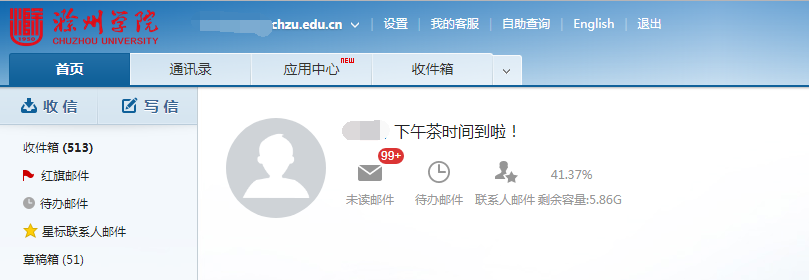 滁州学院
CHUZHOU UNIVERSITY
chzu.edu.cn | 设置 | 我的客服 | 自助查询 | English | 退出
首页 通讯录 应用中心 NEW 收件箱
收信 写信
收件箱 (513)
红旗邮件
待办邮件
星标联系人邮件
草稿箱 (51)
下午茶时间到啦！
99+
41.37%
未读邮件 待办邮件 联系人邮件 剩余容量:5.86G